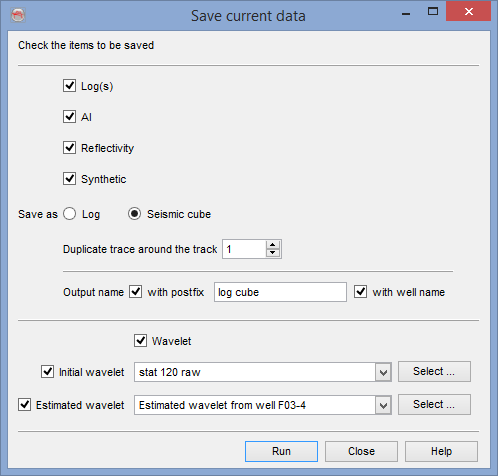 Save current data
Check the items to be saved
Log(s)
AI
Reflectivity
Synthetic
Save as Log Seismic cube
Duplicate trace around the track 1
Output name with postfix log cube with well name
Wavelet
Initial wavelet stat 120 raw Select ...
Estimated wavelet Estimated wavelet from well F03-4 Select ...
Run Close Help